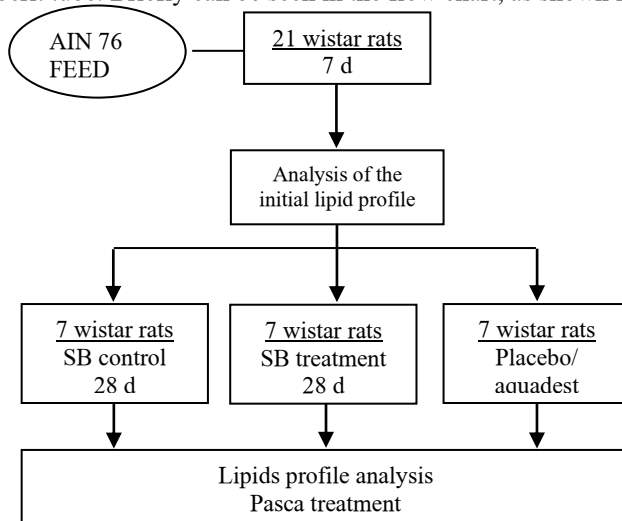 tube. Briefly can be seen in the flow chart, as shown
AIN 76
FEED
21 wistar rats
7 d
Analysis of the
initial lipid profile
7 wistar rats
SB control
28 d
7 wistar rats
SB treatment
28 d
7 wistar rats
Placebo/
aquadest
Lipids profile analysis
Pasca treatment